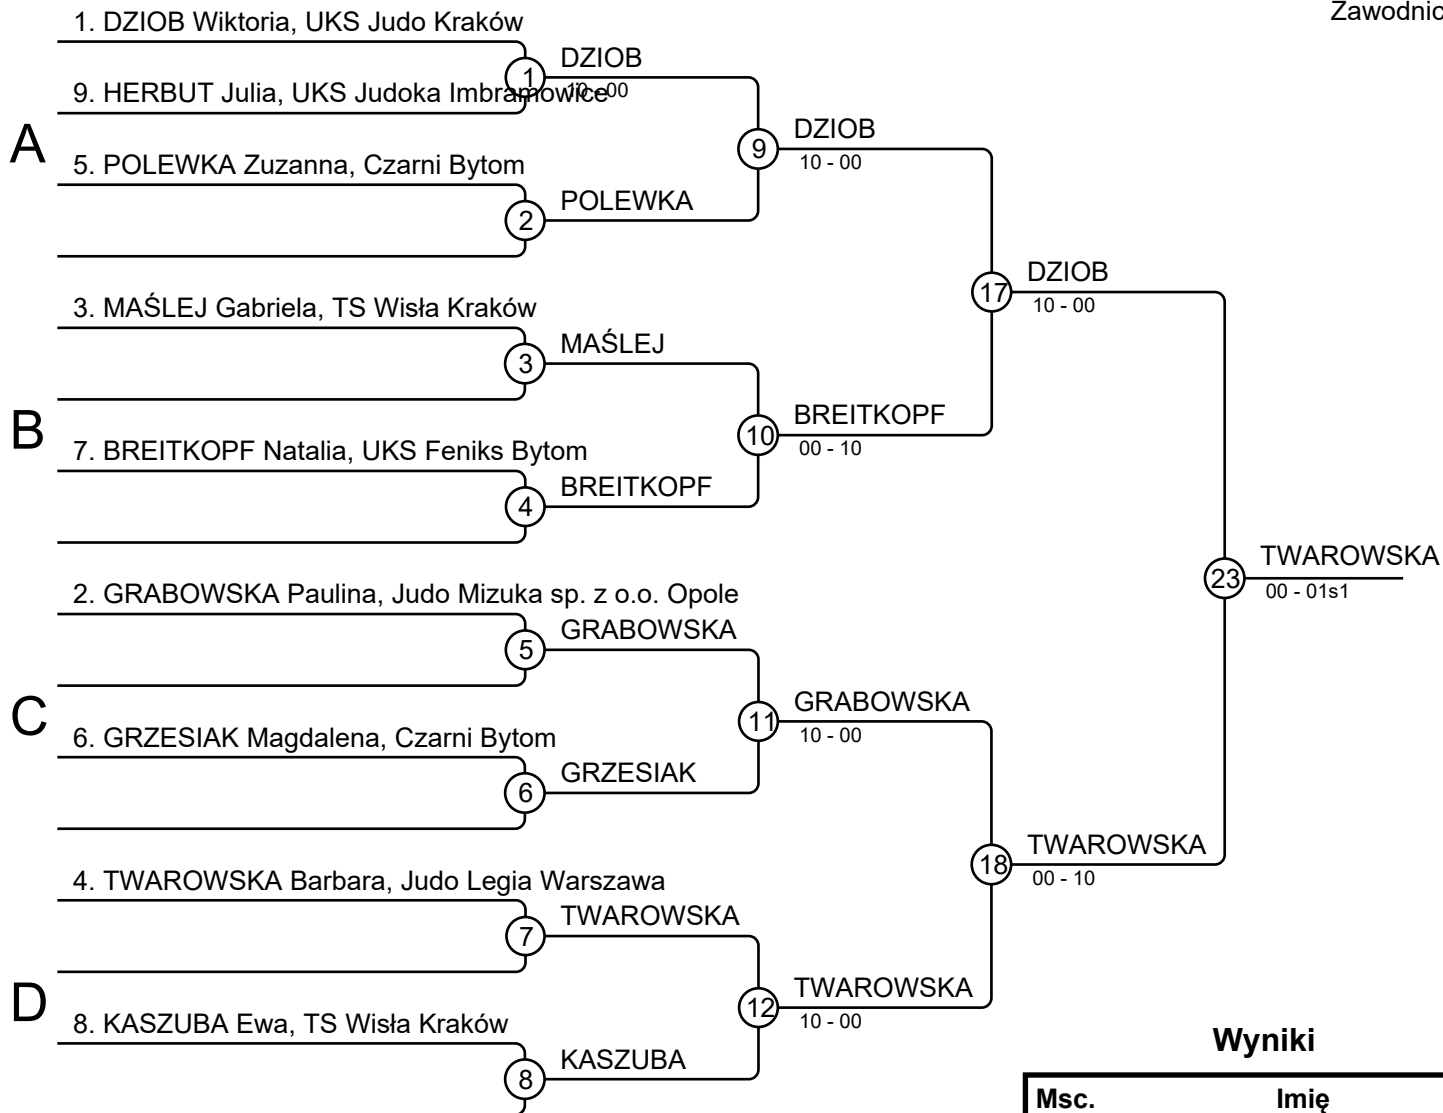 Zawodnic
1. DZIOB Wiktoria, UKS Judo Kraków
1
DZIOB
10 - 00
9. HERBUT Julia, UKS Judoka Imbramowice
A
9
DZIOB
10 - 00
5. POLEWKA Zuzanna, Czarni Bytom
2
POLEWKA
17
DZIOB
10 - 00
3. MAŚLEJ Gabriela, TS Wisła Kraków
3
MAŚLEJ
B
10
BREITKOPF
00 - 10
7. BREITKOPF Natalia, UKS Feniks Bytom
4
BREITKOPF
23
TWAROWSKA
00 - 01s1
2. GRABOWSKA Paulina, Judo Mizuka sp. z o.o. Opole
5
GRABOWSKA
C
11
GRABOWSKA
10 - 00
6. GRZESIAK Magdalena, Czarni Bytom
6
GRZESIAK
18
TWAROWSKA
00 - 10
4. TWAROWSKA Barbara, Judo Legia Warszawa
7
TWAROWSKA
D
12
TWAROWSKA
10 - 00
8. KASZUBA Ewa, TS Wisła Kraków
8
KASZUBA
Wyniki
Msc. Imię